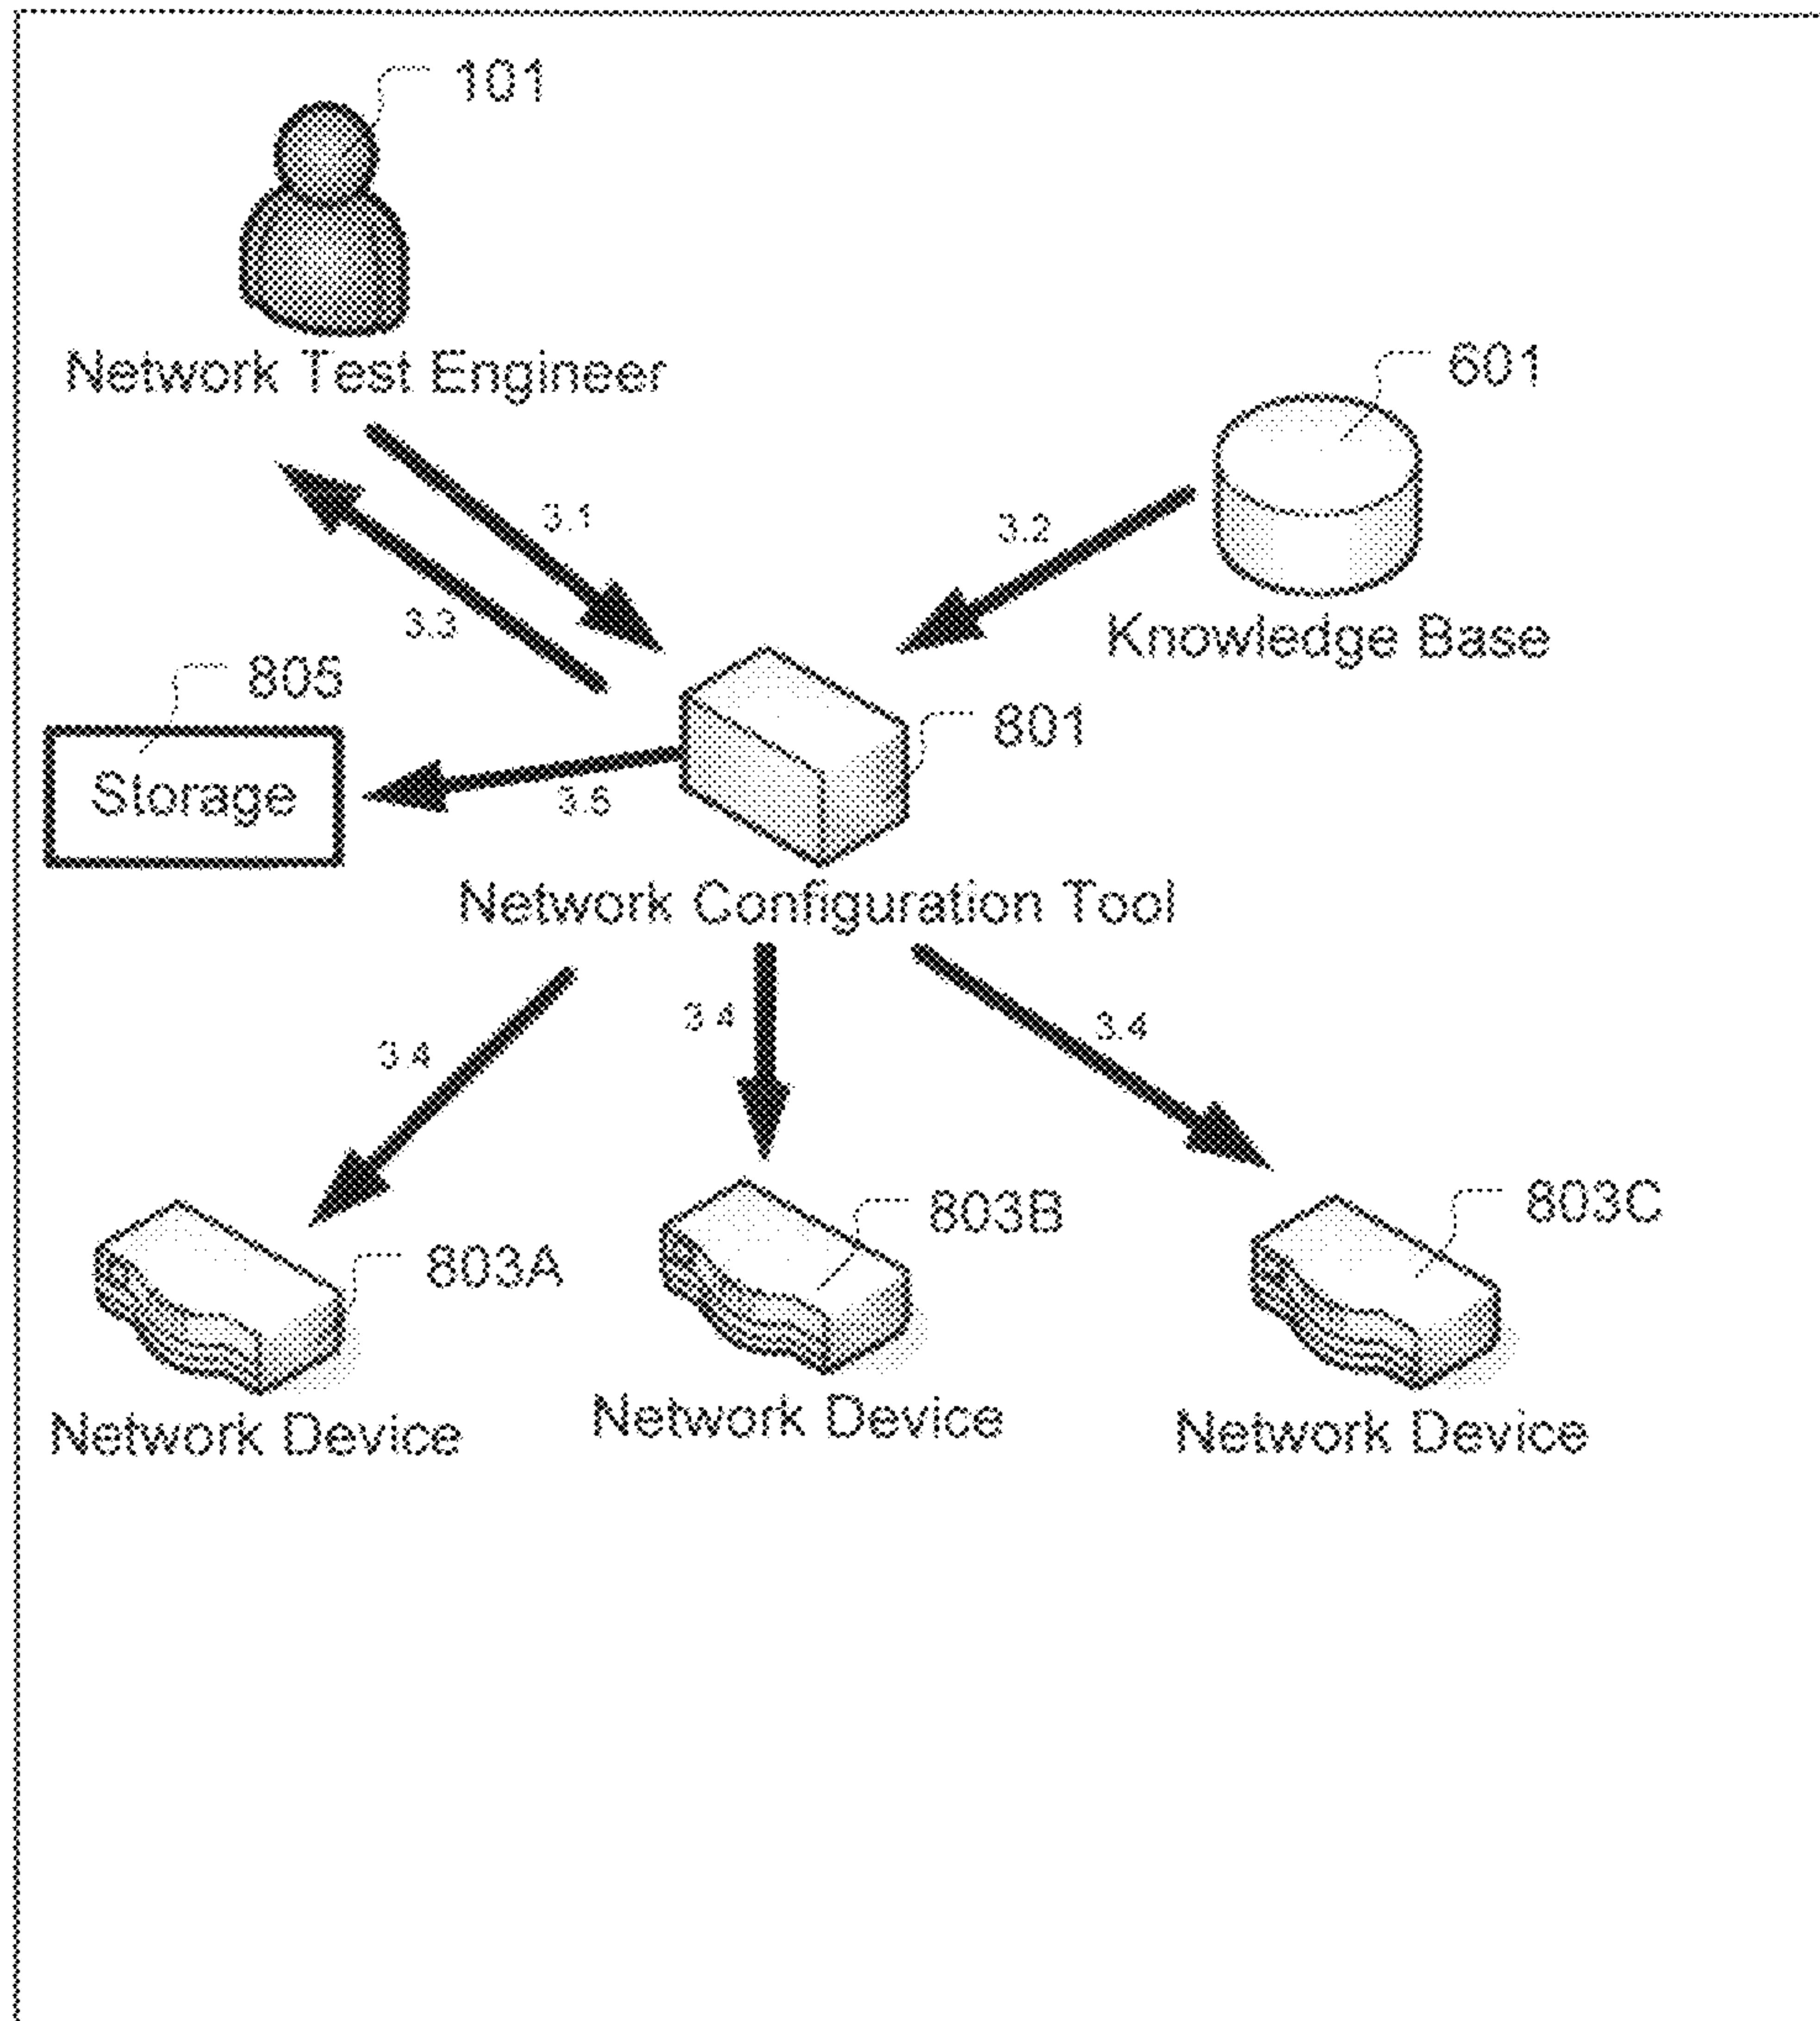 101
Network Test Engineer
601
3.1
3.2
3.3
Knowledge Base
805
801
Storage
3.5
Network Configuration Tool
3.4
3.4
3.4
803A
803B
803C
Network Device
Network Device
Network Device